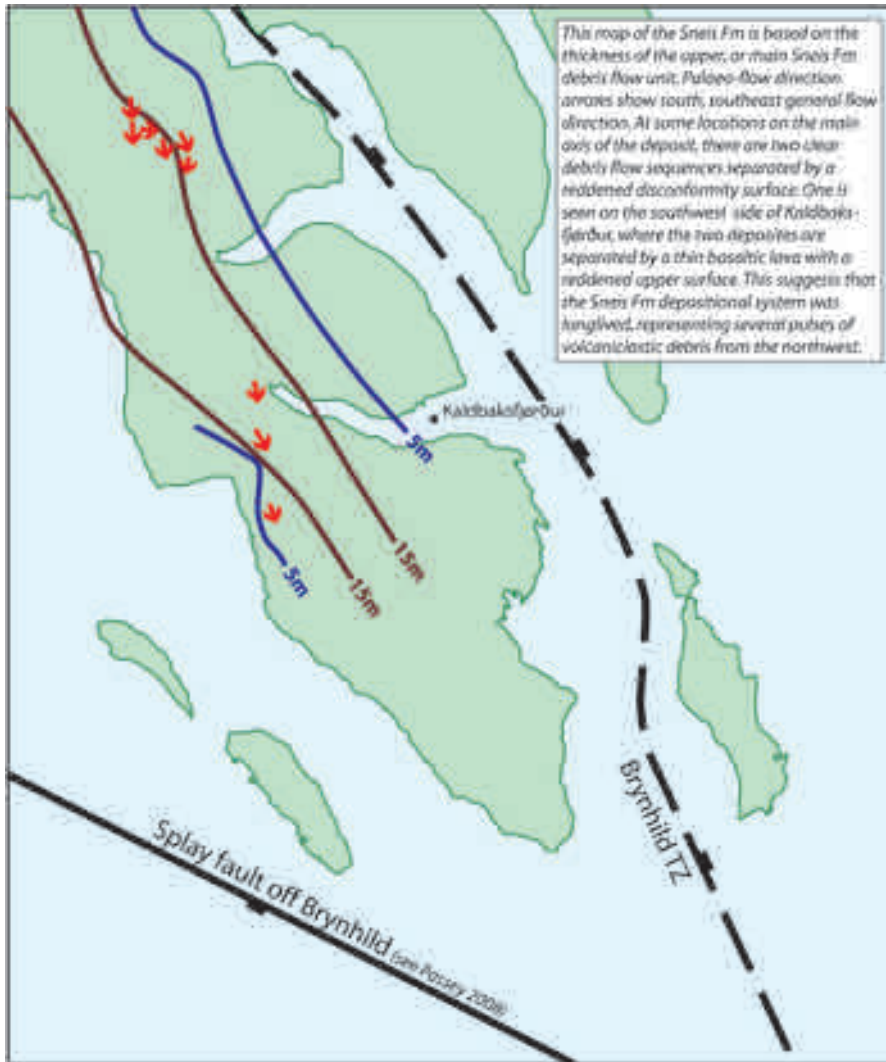 This map of the Sneis Fm is based on the
thickness of the upper, or main Sneis Fm
debris flow unit. Palaeo-flow direction
arrows show south, southeast general flow
direction. At some locations on the main
axis of the deposit, there are two clear
debris flow sequences separated by a
reddened disconformity surface. One is
seen on the southwest side of Kaldbaks-
fjørður, where the two deposites are
separated by a thin basaltic lava with a
reddened upper surface. This suggests that
the Sneis Fm depositional system was
longlived, representing several pulses of
volcaniclastic debris from the northwest.
Kaldbaksfjørður
5m
15m
15m
5m
Brynhild TZ
Splay fault off Brynhild (see Passey 2008)